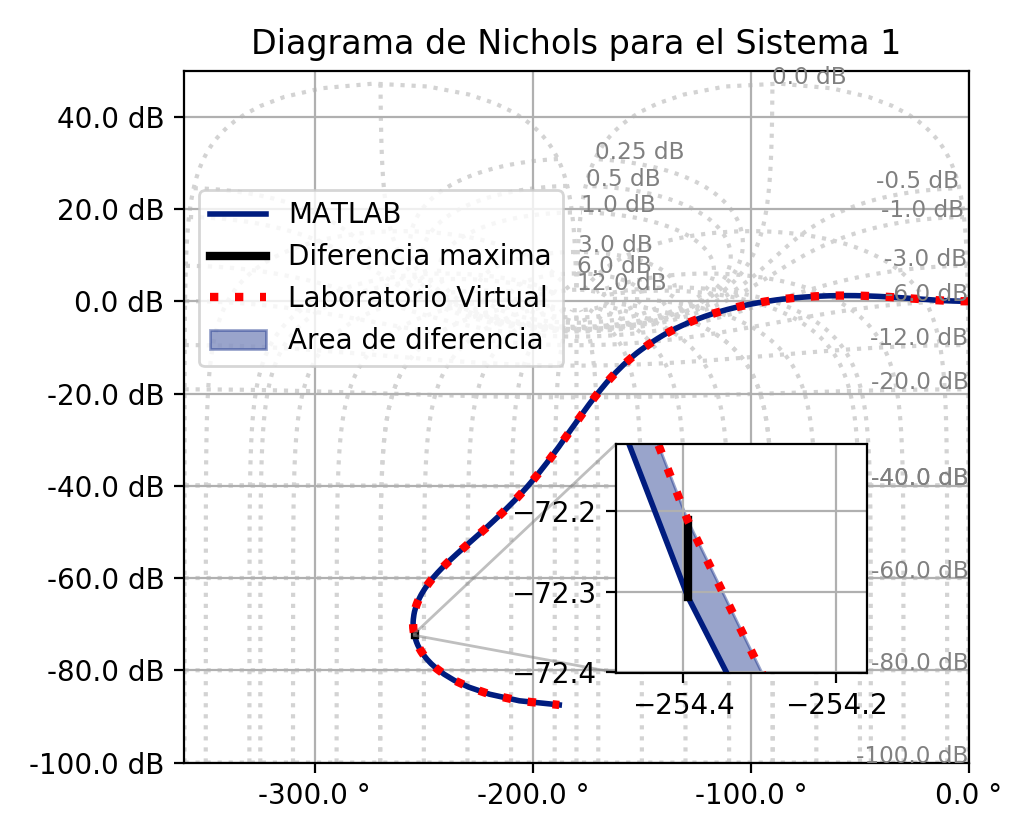 Diagrama de Nichols para el Sistema 1
0.0 dB
40.0 dB
0.25 dB
0.5 dB
-0.5 dB
20.0 dB
1.0 dB
-1.0 dB
MATLAB
Diferencia maxima
3.0 dB
-3.0 dB
6.0 dB
12.0 dB
0.0 dB
Laboratorio Virtual
-6.0 dB
Area de diferencia
-12.0 dB
-20.0 dB
-20.0 dB
-40.0 dB
-40.0 dB
−72.2
-60.0 dB
−72.3
-60.0 dB
-80.0 dB
−72.4
-80.0 dB
−254.4
−254.2
-100.0 dB
-100.0 dB
-300.0 °
-200.0 °
-100.0 °
0.0 °